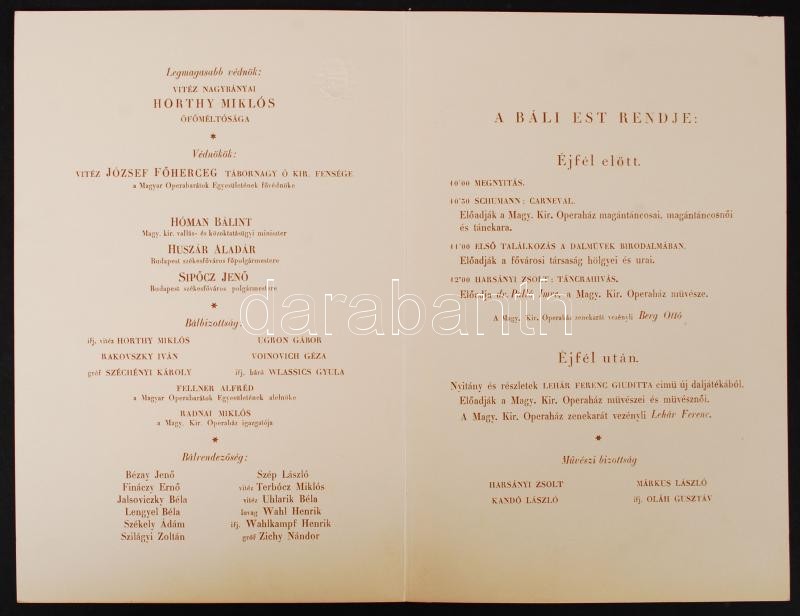 Legmagasabb védnök:
VITÉZ NAGYBÁNYAI
HORTHY MIKLÓS
ŐFŐMÉLTÓSÁGA
*
Védnökök:
VITÉZ JÓZSEF FŐHERCEG TÁBORNAGY Ő KIR. FENSÉGE
a Magyar Operabarátok Egyesületének fővédnöke
HÓMAN BÁLINT
Magy. kir. vallás- és közoktatásügyi miniszter
HUSZÁR ALADÁR
Budapest székesfőváros főpolgármestere
SIPŐCZ JENŐ
Budapest székesfőváros polgármestere
*
Bálbizottság:
ifj. vitéz HORTHY MIKLÓS UGRON GÁBOR
RAKOVSZKY IVÁN VOINOVICH GÉZA
gróf SZÉCHÉNYI KÁROLY ifj. báró WLASSICS GYULA
FELLNER ALFRÉD
a Magyar Operabarátok Egyesületének alelnöke
RADNAI MIKLÓS
a Magy. Kir. Operaház igazgatója
*
Bálrendezőség:
Bézay Jenő Szép László
Fináczy Ernő vitéz Terbócz Miklós
Jalsoviczky Béla vitéz Uhlarik Béla
Lengyel Béla lovag Wahl Henrik
Székely Ádám ifj. Wahlkampf Henrik
Szilágyi Zoltán gróf Zichy Nándor
A BÁLI EST RENDJE:
Éjfél előtt.
10'00 MEGNYITÁS.
10'30 SCHUMANN: CARNEVAL.
Előadják a Magy. Kir. Operaház magántáncosai, magántáncosnői
és tánckara.
11'00 ELSŐ TALÁLKOZÁS A DALMŰVEK BIRODALMÁBAN.
Előadják a fővárosi társaság hölgyei és urai.
12'00 HARSÁNYI ZSOLT: TÁNCRAHIVÁS.
Előadja dr. Palló Imre, a Magy. Kir. Operaház művésze.
A Magy. Kir. Operaház zenekarát vezényli Berg Ottó
Éjfél után.
Nyitány és részletek LEHÁR FERENC GIUDITTA cimü új daljátékából.
Előadják a Magy. Kir. Operaház művészei és művésznői.
A Magy. Kir. Operaház zenekarát vezényli Lehár Ferenc.
*
Művészi bizottság
HARSÁNYI ZSOLT MÁRKUS LÁSZLÓ
KANDÓ LÁSZLÓ ifj. OLÁH GUSZTÁV
darabanth